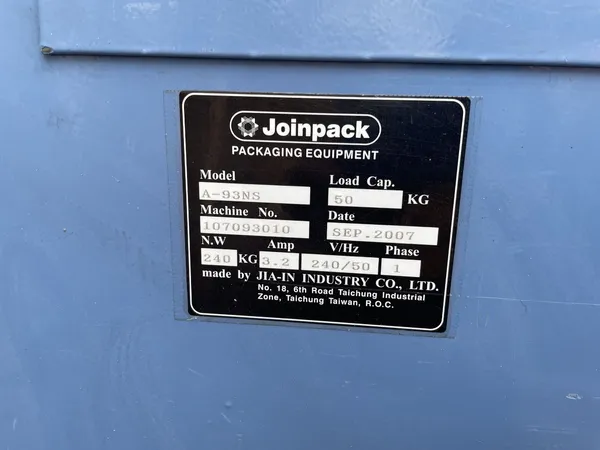 Joinpack
PACKAGING EQUIPMENT
Model Load Cap.
A-93NS 50 KG
Machine No. Date
107093010 SEP.2007
N.W Amp V/Hz Phase
240 KG 3.2 240/50 1
made by JIA-IN INDUSTRY CO., LTD.
No. 18, 6th Road Taichung Industrial
Zone, Taichung Taiwan, R.O.C.